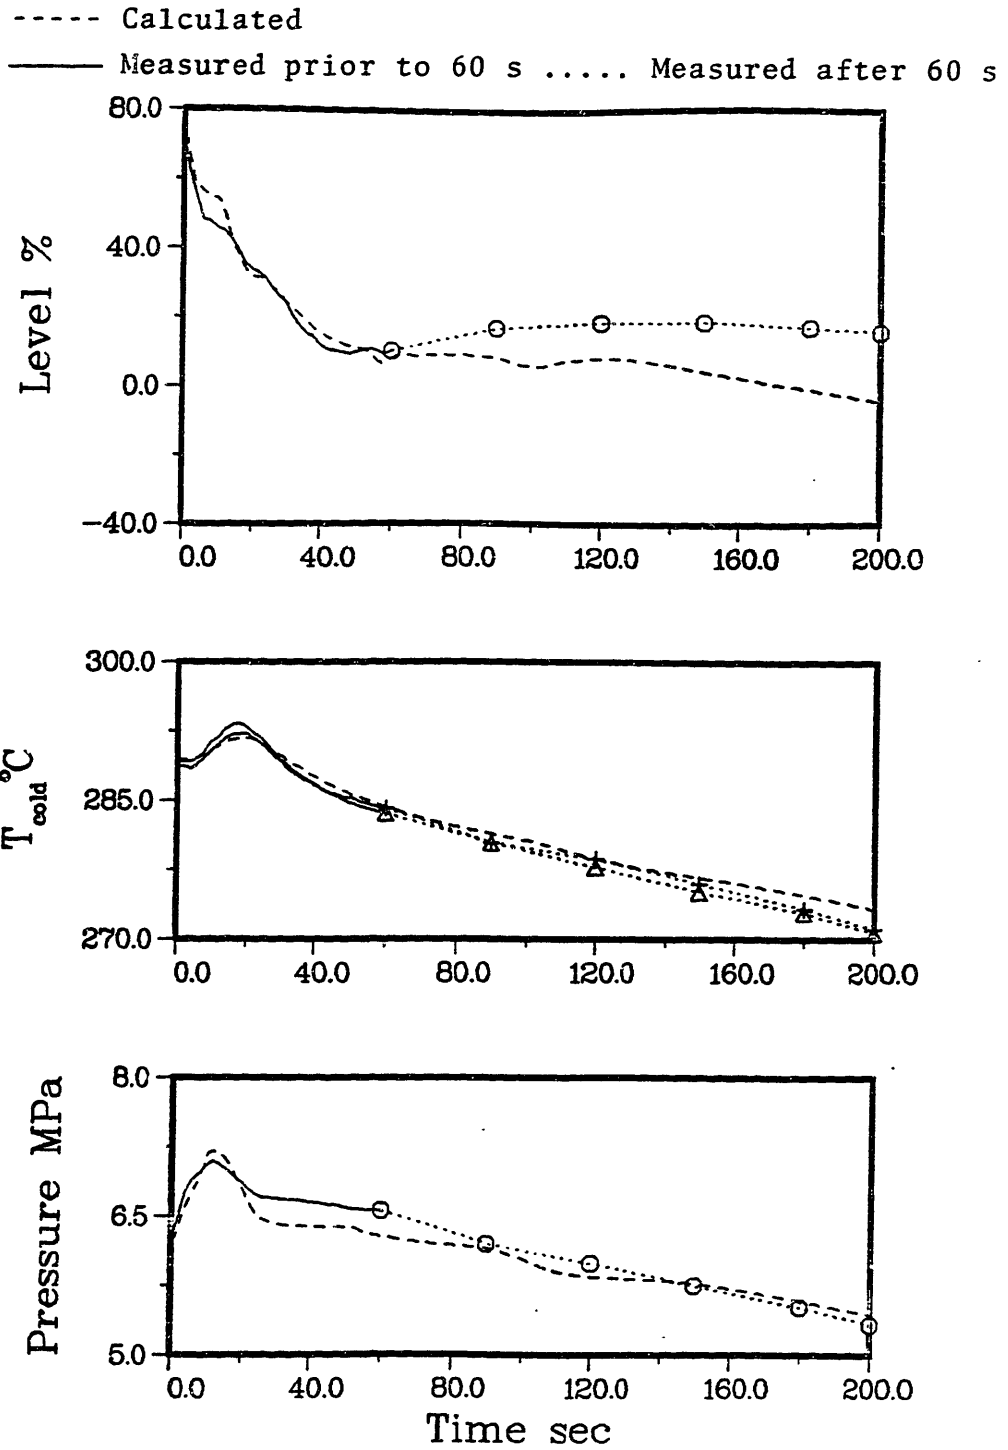 ----- Calculated
Measured prior to 60 s ..... Measured after 60 s
80.0
40.0
0.0
-40.0
Level %
0.0 40.0 80.0 120.0 160.0 200.0
300.0
285.0
270.0
T cold °C
0.0 40.0 80.0 120.0 160.0 200.0
8.0
6.5
5.0
Pressure MPa
0.0 40.0 80.0 120.0 160.0 200.0
Time sec